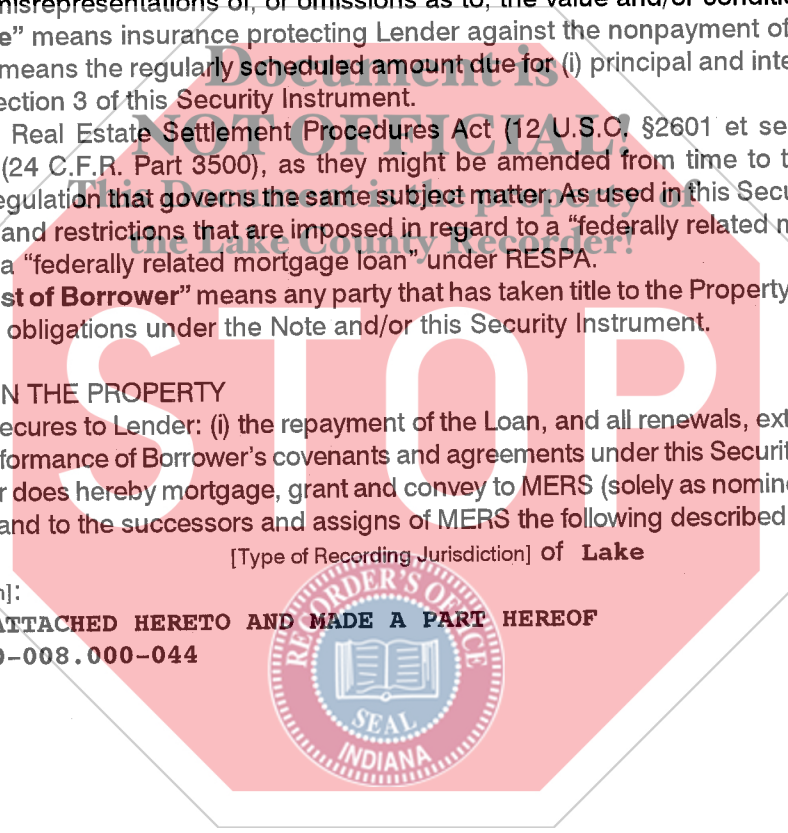 misrepresentations of, or omissions as to, the value and/or conditio
e” means insurance protecting Lender against the nonpayment of
means the regularly scheduled amount due for (i) principal and inte
ection 3 of this Security Instrument.
Real Estate Settlement Procedures Act (12 U.S.C. §2601 et se
(24 C.F.R. Part 3500), as they might be amended from time to t
egulation that governs the same subject matter. As used in this Secu
and restrictions that are imposed in regard to a “federally related m
a “federally related mortgage loan” under RESPA.
st of Borrower” means any party that has taken title to the Property
obligations under the Note and/or this Security Instrument.
N THE PROPERTY
ecures to Lender: (i) the repayment of the Loan, and all renewals, ext
formance of Borrower’s covenants and agreements under this Securit
r does hereby mortgage, grant and convey to MERS (solely as nomine
and to the successors and assigns of MERS the following described
[Type of Recording Jurisdiction] of Lake
n]:
ATTACHED HERETO AND MADE A PART HEREOF
0-008.000-044
Document is
NOT OFFICIAL!
This Document is the property of
the Lake County Recorder!
STOP
RECORDER'S OFFICE
SEAL
INDIANA